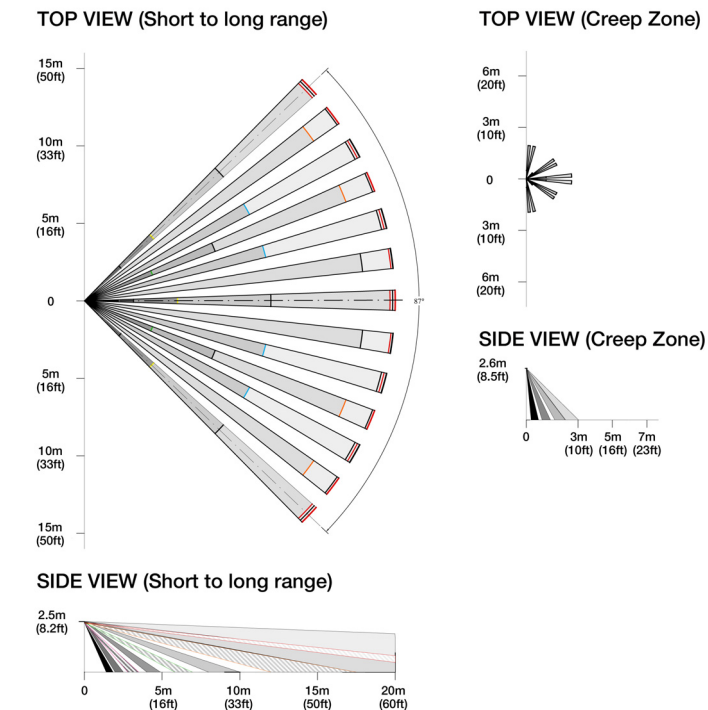 TOP VIEW (Short to long range)
15m
(50ft)
10m
(33ft)
5m
(16ft)
0
5m
(16ft)
10m
(33ft)
15m
(50ft)
87°
SIDE VIEW (Short to long range)
2.5m
(8.2ft)
0 5m 10m 15m 20m
(16ft) (33ft) (50ft) (60ft)
TOP VIEW (Creep Zone)
6m
(20ft)
3m
(10ft)
0
3m
(10ft)
6m
(20ft)
SIDE VIEW (Creep Zone)
2.6m
(8.5ft)
0 3m 5m 7m
(10ft) (16ft) (23ft)